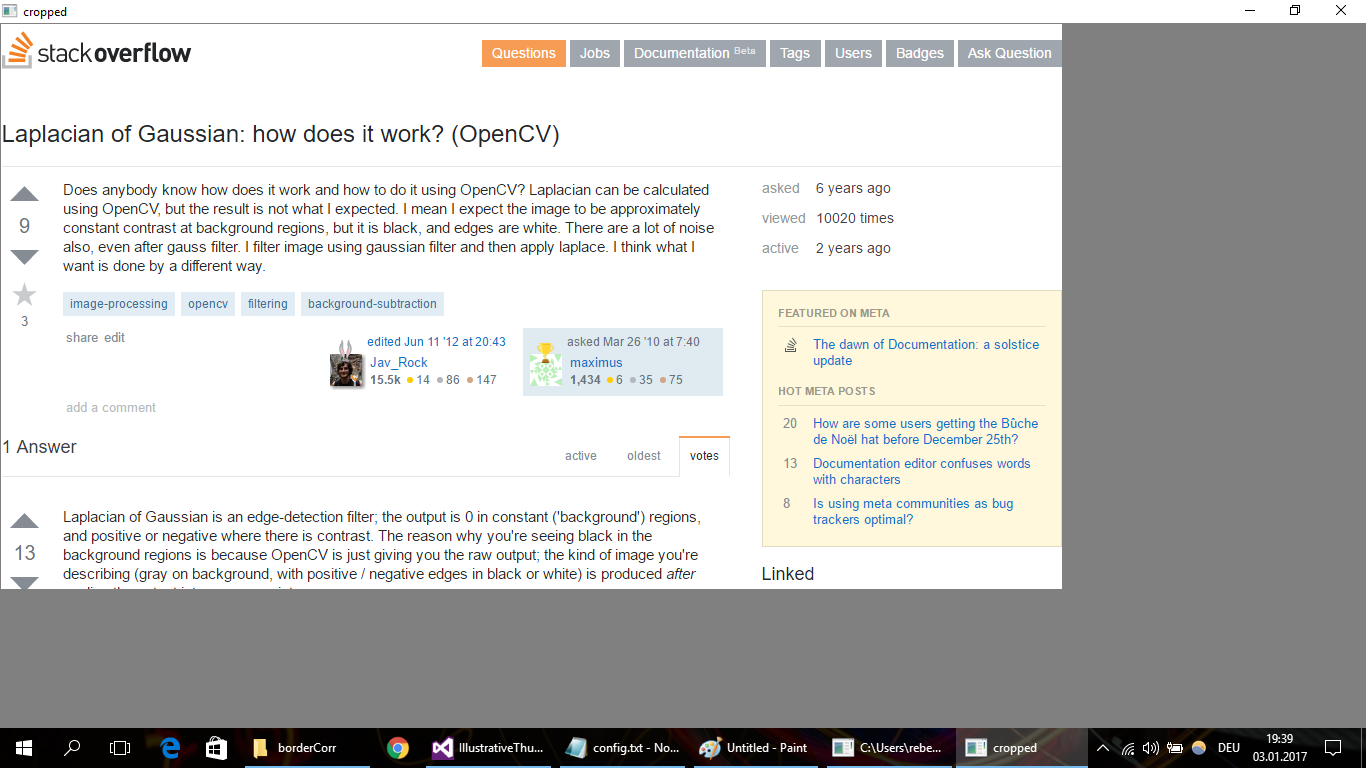 cropped
stackoverflow
Questions
Jobs
Documentation Beta
Tags
Users
Badges
Ask Question
Laplacian of Gaussian: how does it work? (OpenCV)
9
3
Does anybody know how does it work and how to do it using OpenCV? Laplacian can be calculated
using OpenCV, but the result is not what I expected. I mean I expect the image to be approximately
constant contrast at background regions, but it is black, and edges are white. There are a lot of noise
also, even after gauss filter. I filter image using gaussian filter and then apply laplace. I think what I
want is done by a different way.
image-processing
opencv
filtering
background-subtraction
share edit
edited Jun 11 '12 at 20:43
Jav_Rock
15.5k 14 86 147
asked Mar 26 '10 at 7:40
maximus
1,434 6 35 75
add a comment
asked 6 years ago
viewed 10020 times
active 2 years ago
FEATURED ON META
The dawn of Documentation: a solstice
update
HOT META POSTS
20 How are some users getting the Bûche
de Noël hat before December 25th?
13 Documentation editor confuses words
with characters
8 Is using meta communities as bug
trackers optimal?
Linked
1 Answer
active
oldest
votes
13
Laplacian of Gaussian is an edge-detection filter; the output is 0 in constant ('background') regions,
and positive or negative where there is contrast. The reason why you're seeing black in the
background regions is because OpenCV is just giving you the raw output; the kind of image you're
describing (gray on background, with positive / negative edges in black or white) is produced after
borderCorr
IllustrativeThu...
config.txt - No...
Untitled - Paint
C:\Users\rebe...
cropped
DEU
19:39
03.01.2017